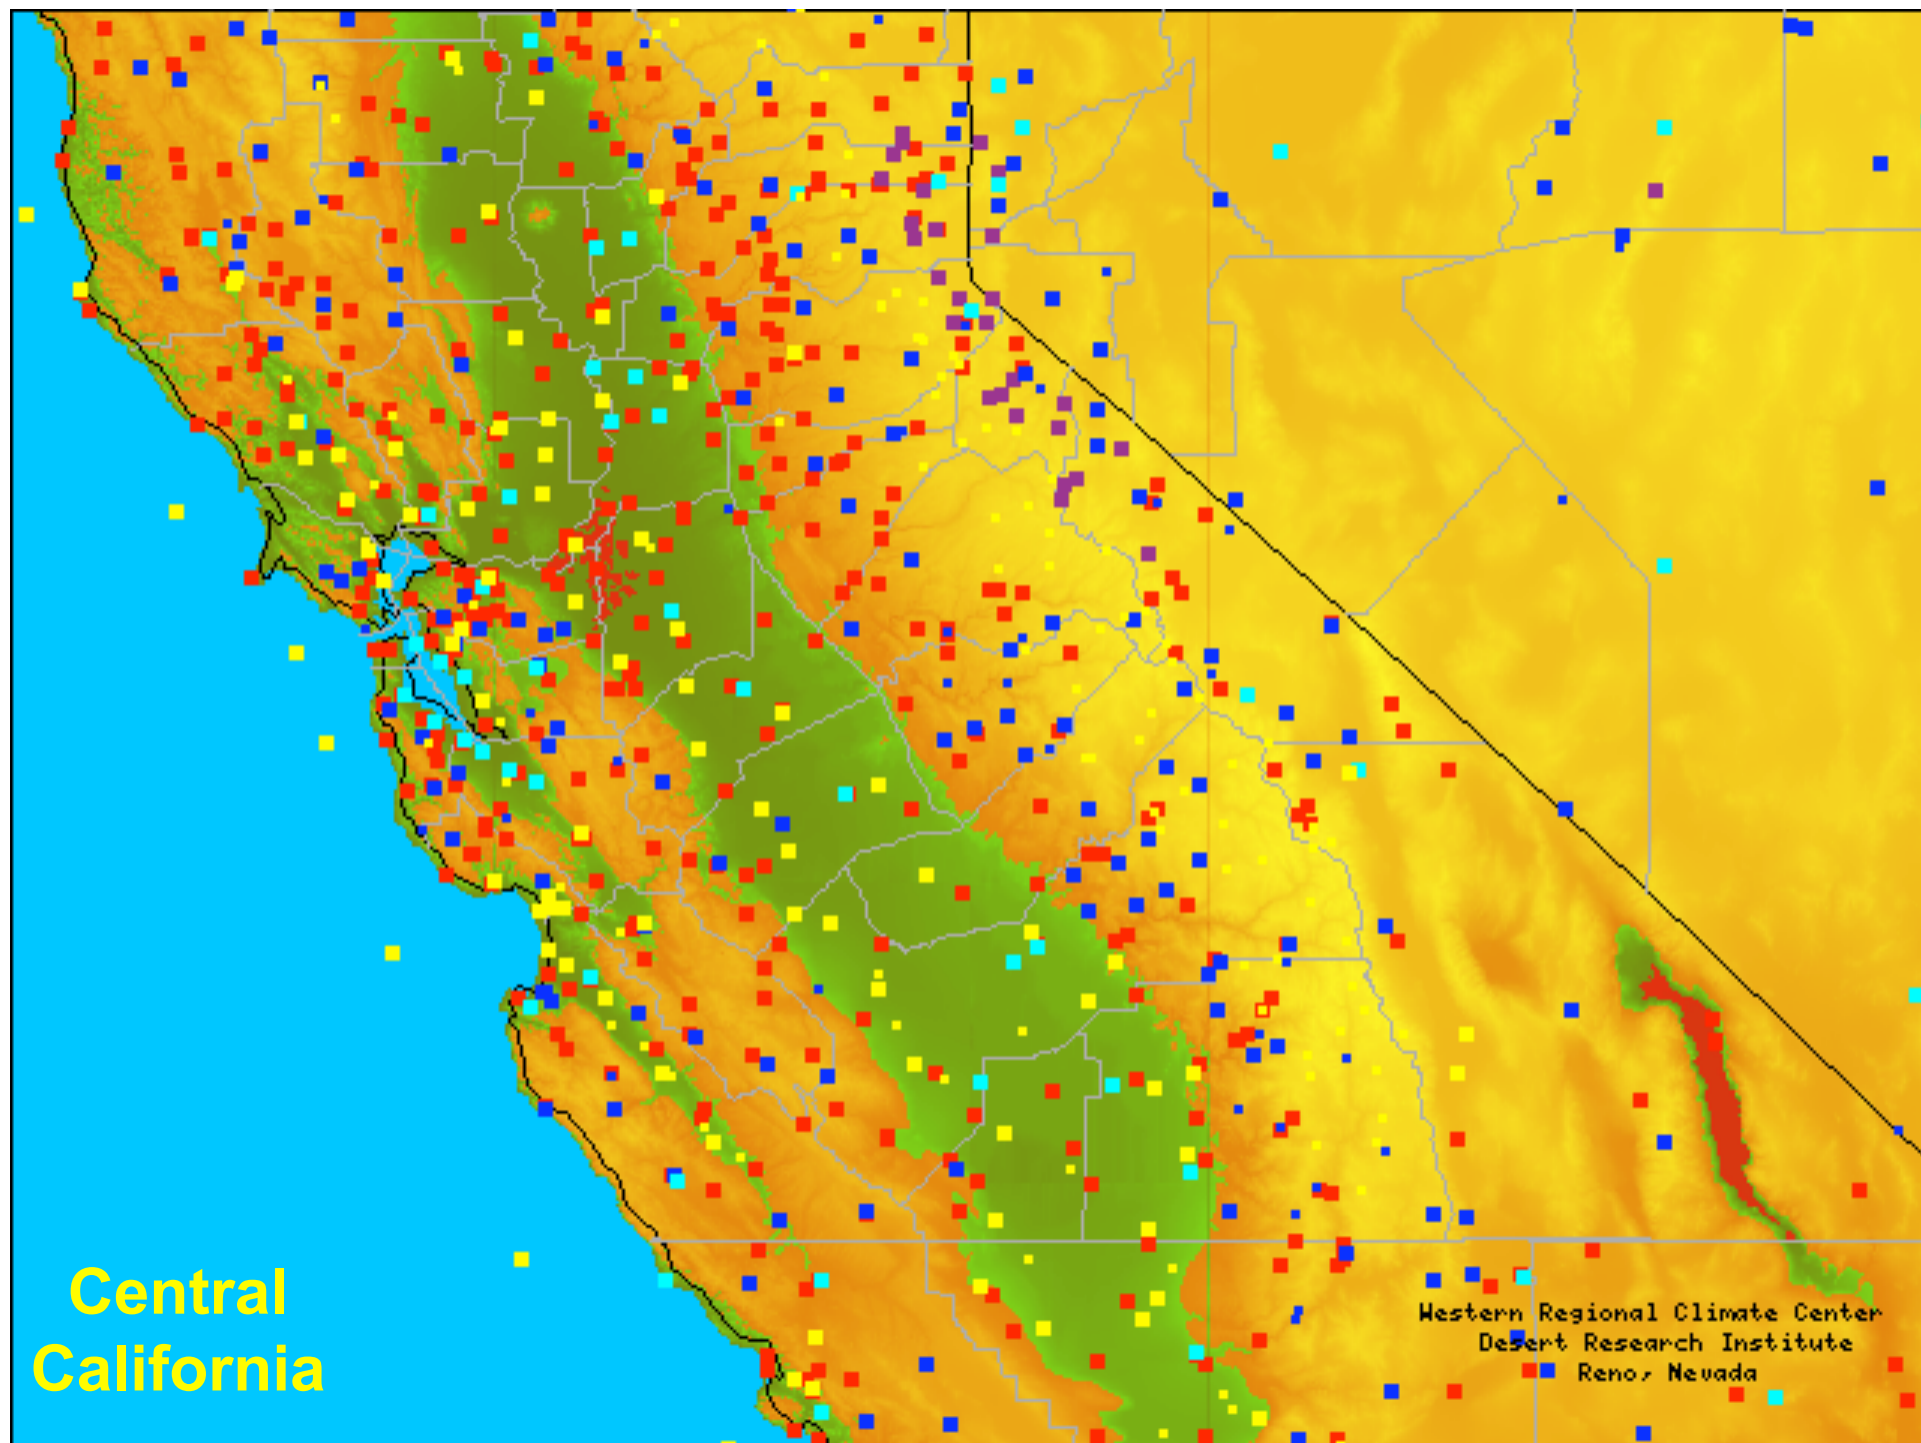 Central
California
Western Regional Climate Center
Desert Research Institute
Reno, Nevada